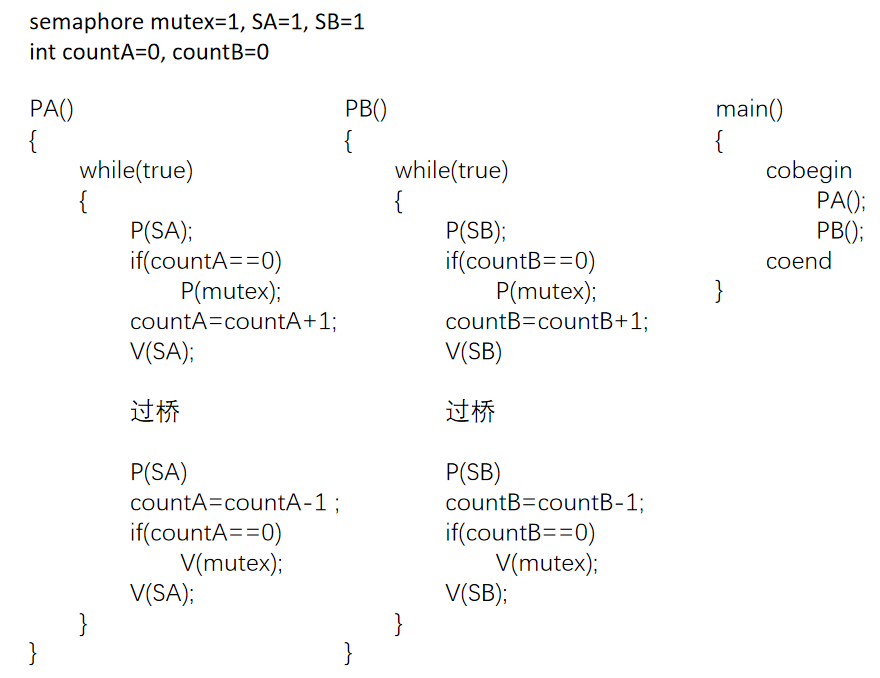 semaphore mutex=1, SA=1, SB=1
int countA=0, countB=0
PA()
{
while(true)
{
P(SA);
if(countA==0)
P(mutex);
countA=countA+1;
V(SA);
过桥
P(SA)
countA=countA-1 ;
if(countA==0)
V(mutex);
V(SA);
}
}
PB()
{
while(true)
{
P(SB);
if(countB==0)
P(mutex);
countB=countB+1;
V(SB)
过桥
P(SB)
countB=countB-1;
if(countB==0)
V(mutex);
V(SB);
}
}
main()
{
cobegin
PA();
PB();
coend
}